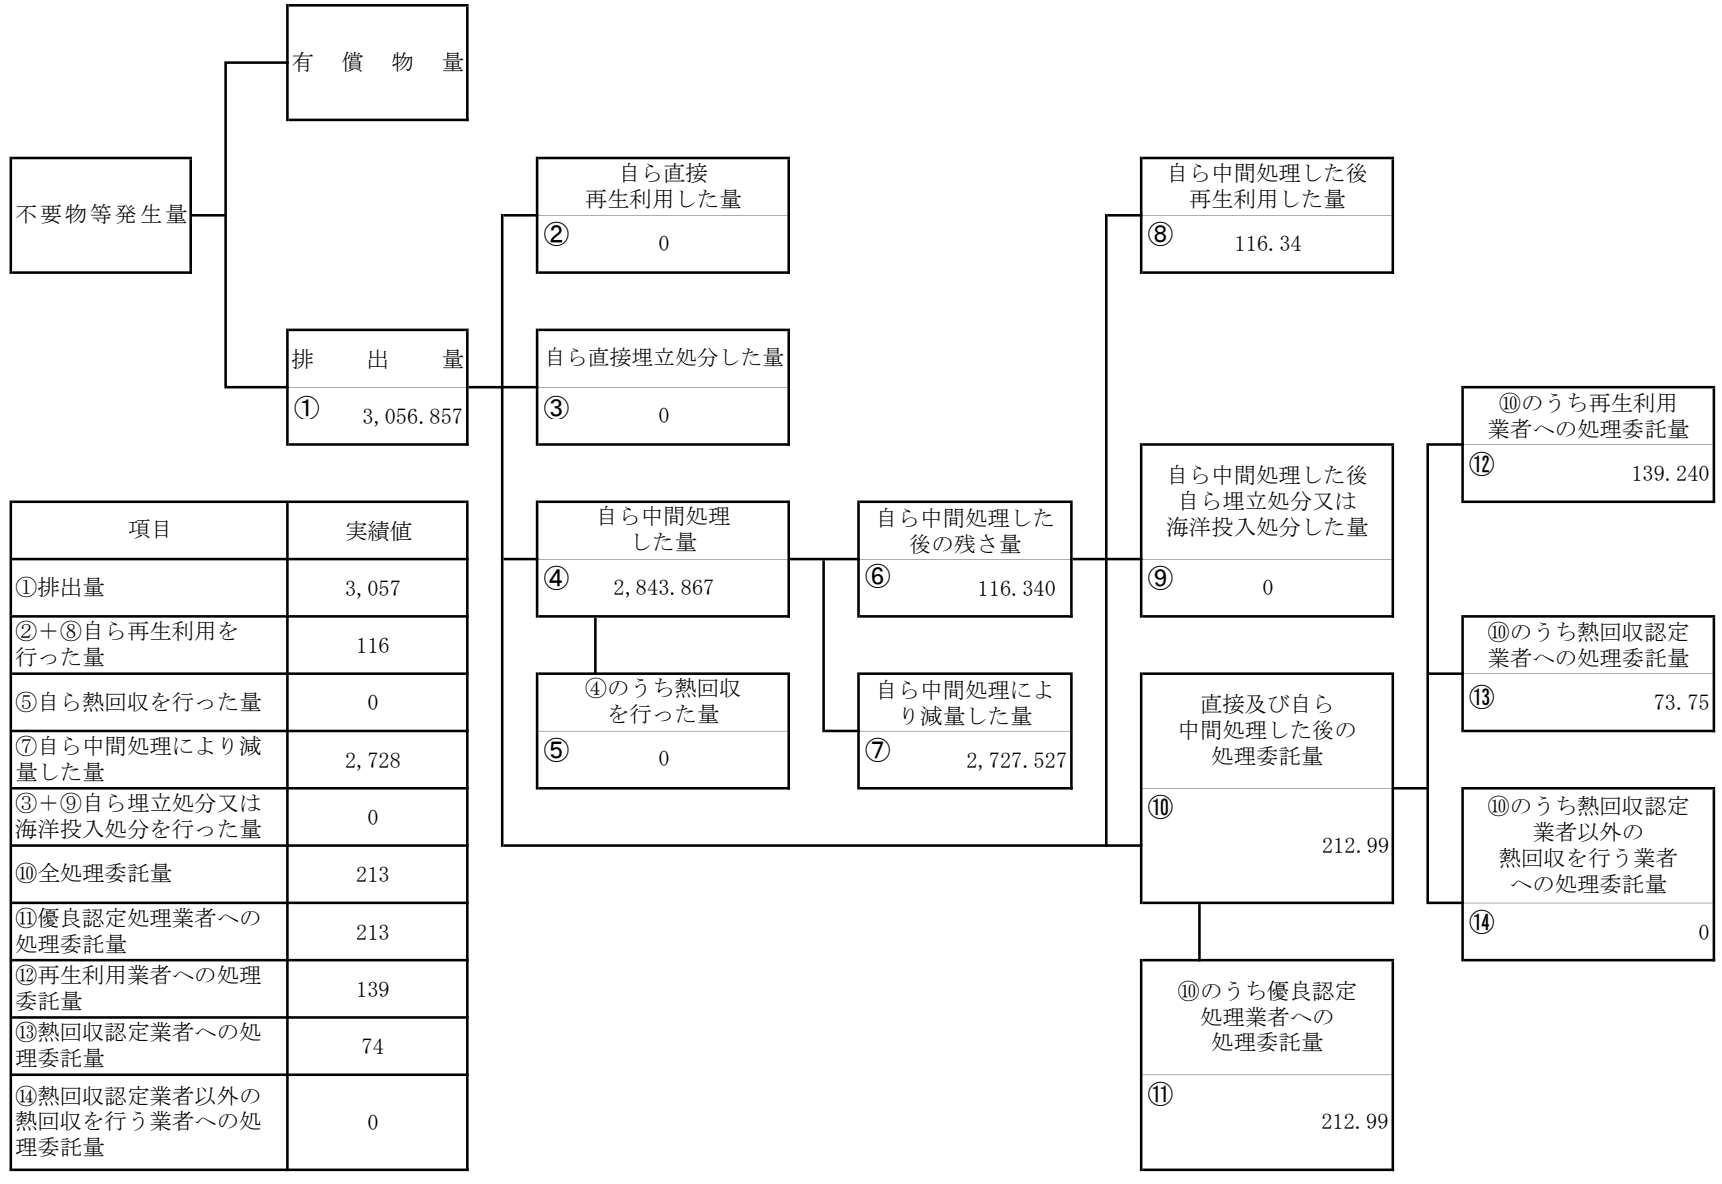 有償物量
不要物等発生量
排出量
① 3,056.857
自ら直接
再生利用した量
② 0
自ら直接埋立処分した量
③ 0
自ら中間処理
した量
④ 2,843.867
④のうち熱回収
を行った量
⑤ 0
自ら中間処理した
後の残さ量
⑥ 116.340
自ら中間処理によ
り減量した量
⑦ 2,727.527
自ら中間処理した後
再生利用した量
⑧ 116.34
自ら中間処理した後
自ら埋立処分又は
海洋投入処分した量
⑨ 0
直接及び自ら
中間処理した後の
処理委託量
⑩
212.99
⑩のうち優良認定
処理業者への
処理委託量
⑪
212.99
⑩のうち再生利用
業者への処理委託量
⑫ 139.240
⑩のうち熱回収認定
業者への処理委託量
⑬ 73.75
⑩のうち熱回収認定
業者以外の
熱回収を行う業者
への処理委託量
⑭ 0
項目 実績値
①排出量 3,057
②＋⑧自ら再生利用を
行った量 116
⑤自ら熱回収を行った量 0
⑦自ら中間処理により減
量した量 2,728
③＋⑨自ら埋立処分又は
海洋投入処分を行った量 0
⑩全処理委託量 213
⑪優良認定処理業者への
処理委託量 213
⑫再生利用業者への処理
委託量 139
⑬熱回収認定業者への処
理委託量 74
⑭熱回収認定業者以外の
熱回収を行う業者への処 0
理委託量